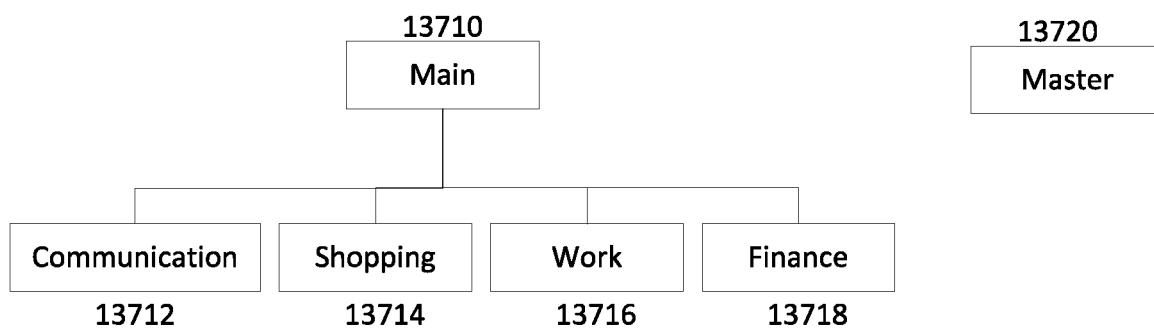 13710
Main
13720
Master
Communication
Shopping
Work
Finance
13712
13714
13716
13718